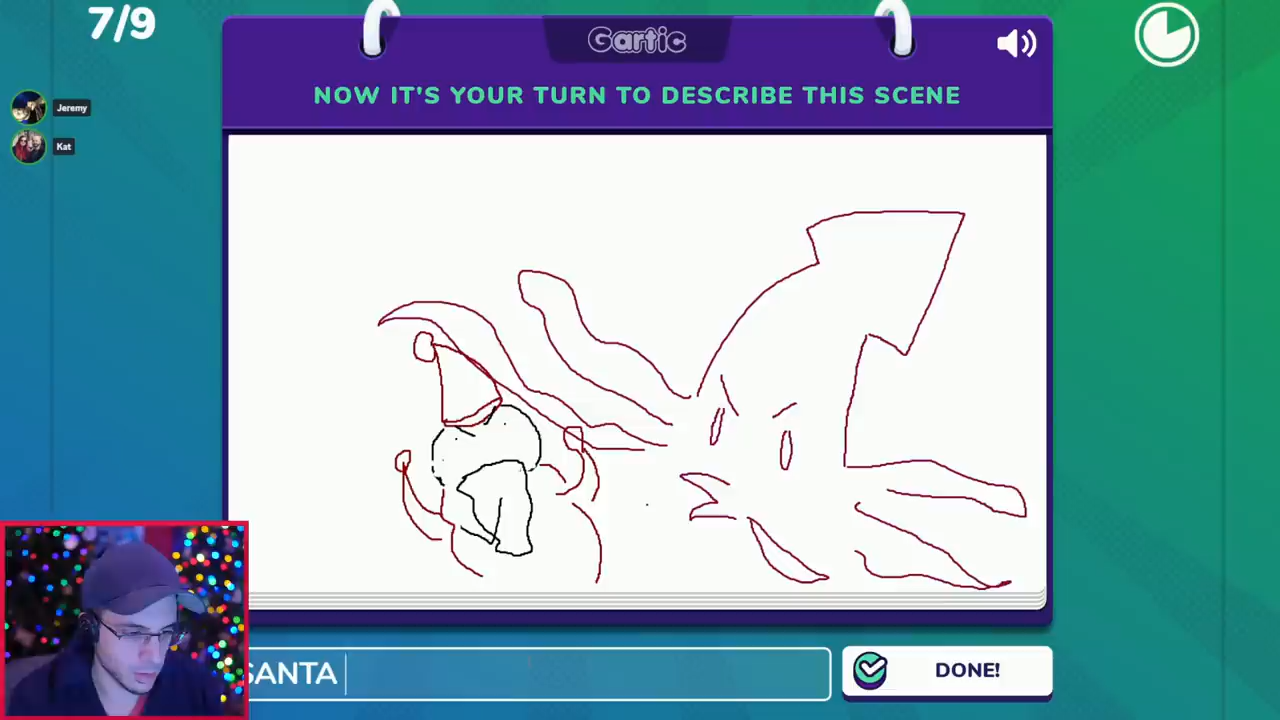 7/9
Gartic
NOW IT'S YOUR TURN TO DESCRIBE THIS SCENE
Jeremy
Kat
SANTA
DONE!